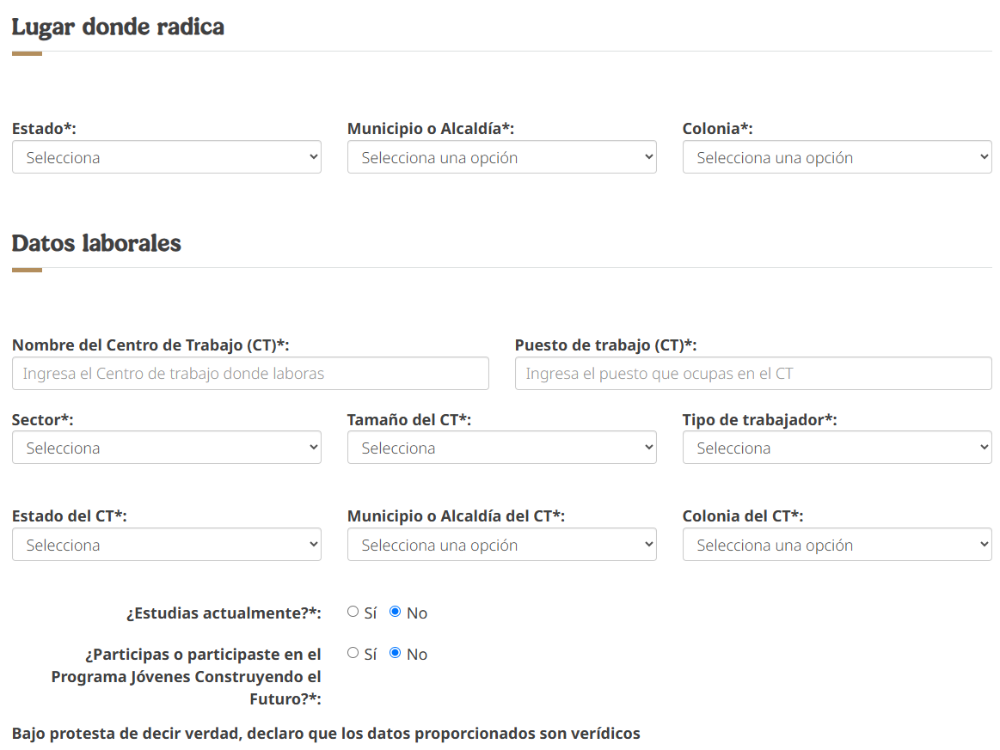 Lugar donde radica
Estado*: Municipio o Alcaldía*: Colonia*:
Selecciona Selecciona una opción Selecciona una opción
Datos laborales
Nombre del Centro de Trabajo (CT)*: Puesto de trabajo (CT)*:
Ingresa el Centro de trabajo donde laboras Ingresa el puesto que ocupas en el CT
Sector*: Tamaño del CT*: Tipo de trabajador*:
Selecciona Selecciona Selecciona
Estado del CT*: Municipio o Alcaldía del CT*: Colonia del CT*:
Selecciona Selecciona una opción Selecciona una opción
¿Estudias actualmente?*: Sí No
¿Participas o participaste en el Sí No
Programa Jóvenes Construyendo el
Futuro?*:
Bajo protesta de decir verdad, declaro que los datos proporcionados son verídicos